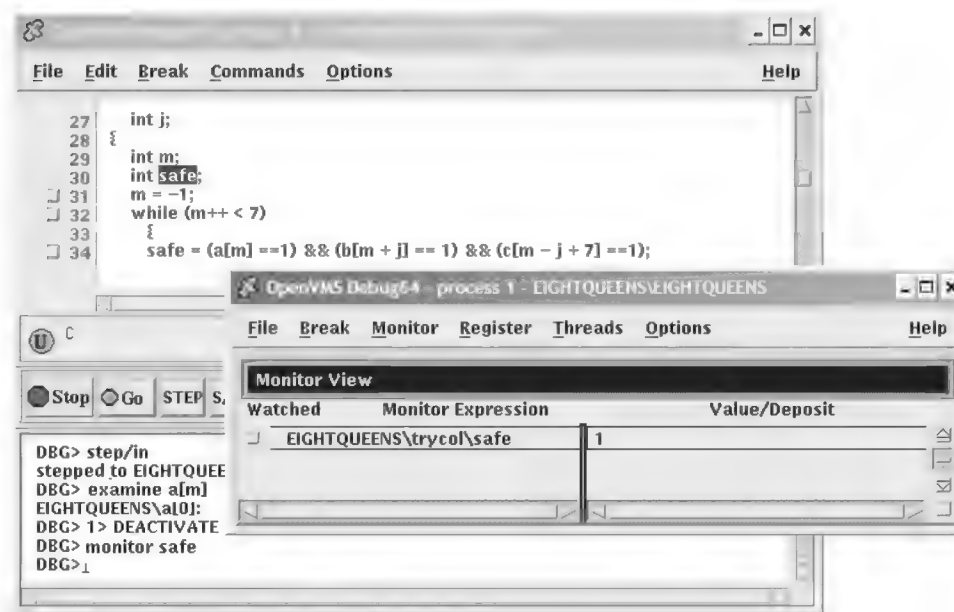 File Edit Break Commands Options Help
27 int j;
28 {
29 int m;
30 int safe;
31 m = -1;
32 while (m++ < 7)
33 {
34 safe = (a[m] ==1) && (b[m + j] == 1) && (c[m - j + 7] ==1);
OpenVMS Debug64 - process 1 - EIGHTQUEENS\EIGHTQUEENS
File Break Monitor Register Threads Options Help
Monitor View
Watched Monitor Expression Value/Deposit
EIGHTQUEENS\trycol\safe 1
U C
Stop Go STEP
DBG> step/in
stepped to EIGHTQUEE
DBG> examine a[m]
EIGHTQUEENS\a[0]:
DBG> 1> DEACTIVATE
DBG> monitor safe
DBG>